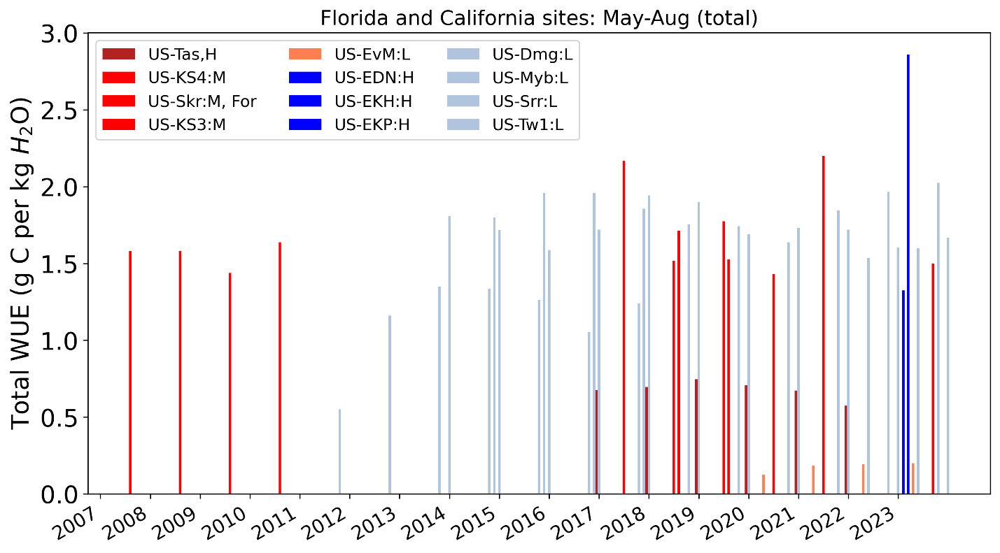 Florida and California sites: May-Aug (total)
Total WUE (g C per kg H₂O)
3.0
2.5
2.0
1.5
1.0
0.5
0.0
US-Tas,H
US-KS4:M
US-Skr:M, For
US-KS3:M
US-EvM:L
US-EDN:H
US-EKH:H
US-EKP:H
US-Dmg:L
US-Myb:L
US-Srr:L
US-Tw1:L
2007
2008
2009
2010
2011
2012
2013
2014
2015
2016
2017
2018
2019
2020
2021
2022
2023